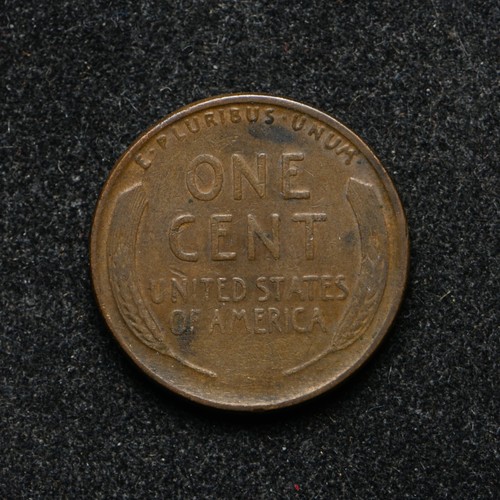 E·PLURIBUS·UNUM
ONE
CENT
UNITED STATES
OF AMERICA